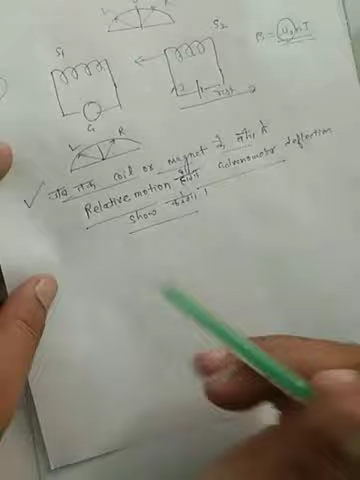 S1
S2
B = μ0 n I
G
L R
जब तक coil or magnet के बीच में
Relative motion होगा Galvanometer deflection
show करेगा।